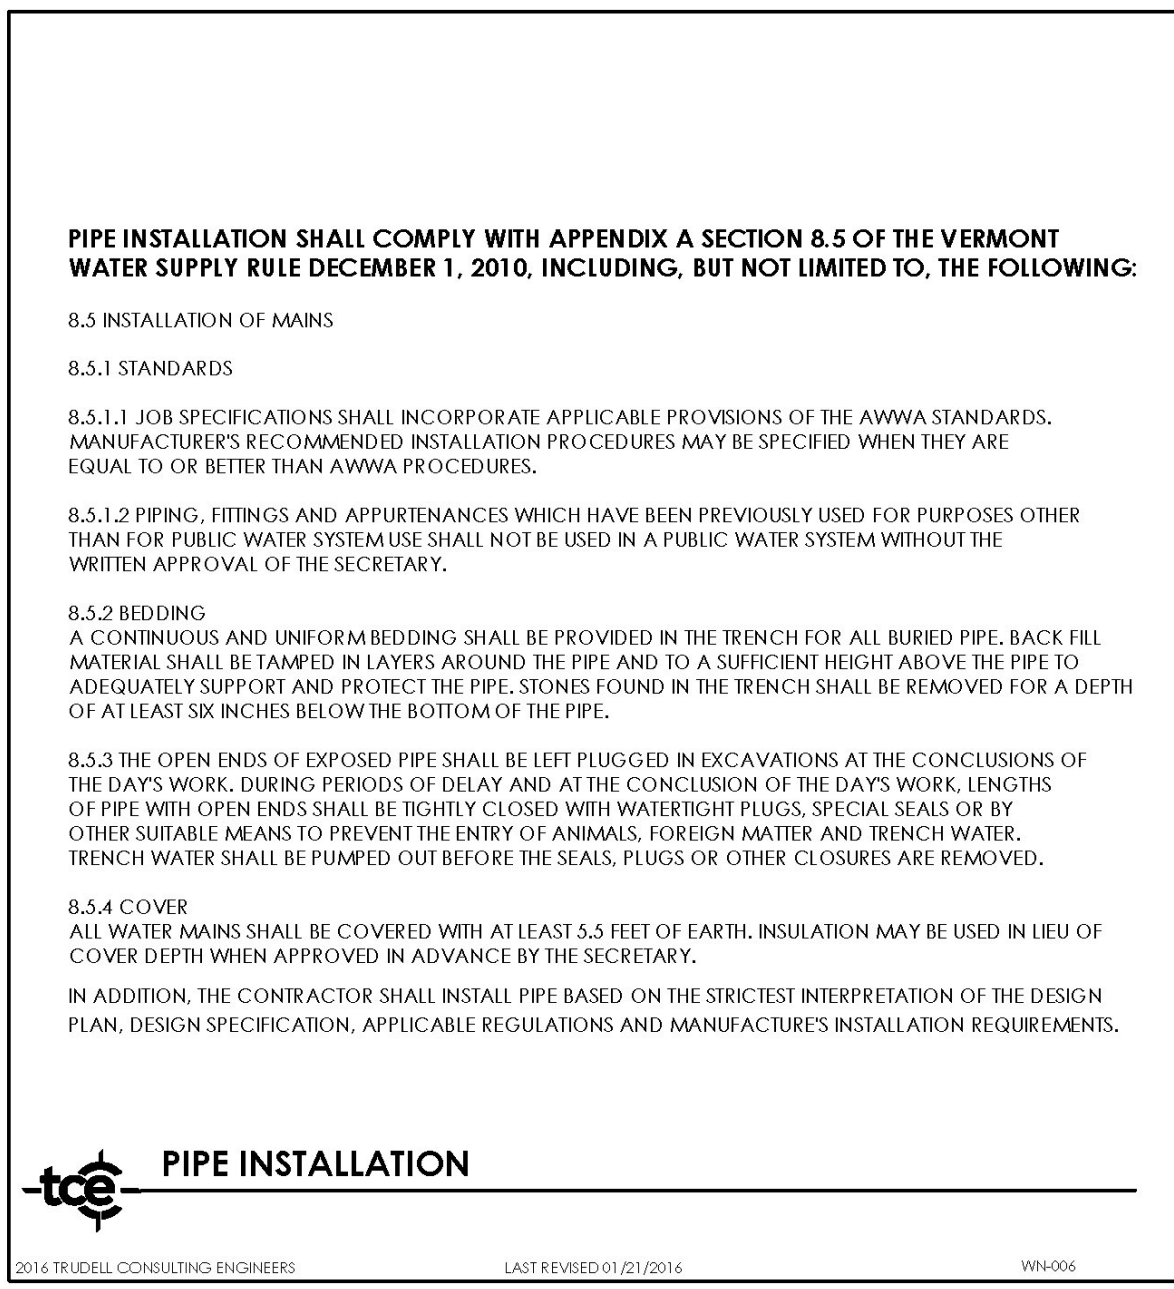 PIPE INSTALLATION SHALL COMPLY WITH APPENDIX A SECTION 8.5 OF THE VERMONT
WATER SUPPLY RULE DECEMBER 1, 2010, INCLUDING, BUT NOT LIMITED TO, THE FOLLOWING:
8.5 INSTALLATION OF MAINS
8.5.1 STANDARDS
8.5.1.1 JOB SPECIFICATIONS SHALL INCORPORATE APPLICABLE PROVISIONS OF THE AWWA STANDARDS.
MANUFACTURER'S RECOMMENDED INSTALLATION PROCEDURES MAY BE SPECIFIED WHEN THEY ARE
EQUAL TO OR BETTER THAN AWWA PROCEDURES.
8.5.1.2 PIPING, FITTINGS AND APPURTENANCES WHICH HAVE BEEN PREVIOUSLY USED FOR PURPOSES OTHER
THAN FOR PUBLIC WATER SYSTEM USE SHALL NOT BE USED IN A PUBLIC WATER SYSTEM WITHOUT THE
WRITTEN APPROVAL OF THE SECRETARY.
8.5.2 BEDDING
A CONTINUOUS AND UNIFORM BEDDING SHALL BE PROVIDED IN THE TRENCH FOR ALL BURIED PIPE. BACK FILL
MATERIAL SHALL BE TAMPED IN LAYERS AROUND THE PIPE AND TO A SUFFICIENT HEIGHT ABOVE THE PIPE TO
ADEQUATELY SUPPORT AND PROTECT THE PIPE. STONES FOUND IN THE TRENCH SHALL BE REMOVED FOR A DEPTH
OF AT LEAST SIX INCHES BELOW THE BOTTOM OF THE PIPE.
8.5.3 THE OPEN ENDS OF EXPOSED PIPE SHALL BE LEFT PLUGGED IN EXCAVATIONS AT THE CONCLUSIONS OF
THE DAY'S WORK. DURING PERIODS OF DELAY AND AT THE CONCLUSION OF THE DAY'S WORK, LENGTHS
OF PIPE WITH OPEN ENDS SHALL BE TIGHTLY CLOSED WITH WATERTIGHT PLUGS, SPECIAL SEALS OR BY
OTHER SUITABLE MEANS TO PREVENT THE ENTRY OF ANIMALS, FOREIGN MATTER AND TRENCH WATER.
TRENCH WATER SHALL BE PUMPED OUT BEFORE THE SEALS, PLUGS OR OTHER CLOSURES ARE REMOVED.
8.5.4 COVER
ALL WATER MAINS SHALL BE COVERED WITH AT LEAST 5.5 FEET OF EARTH. INSULATION MAY BE USED IN LIEU OF
COVER DEPTH WHEN APPROVED IN ADVANCE BY THE SECRETARY.
IN ADDITION, THE CONTRACTOR SHALL INSTALL PIPE BASED ON THE STRICTEST INTERPRETATION OF THE DESIGN
PLAN, DESIGN SPECIFICATION, APPLICABLE REGULATIONS AND MANUFACTURE'S INSTALLATION REQUIREMENTS.
PIPE INSTALLATION
tce
2016 TRUDELL CONSULTING ENGINEERS
LAST REVISED 01/21/2016
WN-006